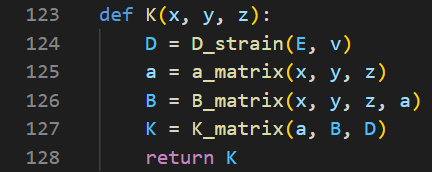 123 def K(x, y, z):
124 D = D_strain(E, v)
125 a = a_matrix(x, y, z)
126 B = B_matrix(x, y, z, a)
127 K = K_matrix(a, B, D)
128 return K